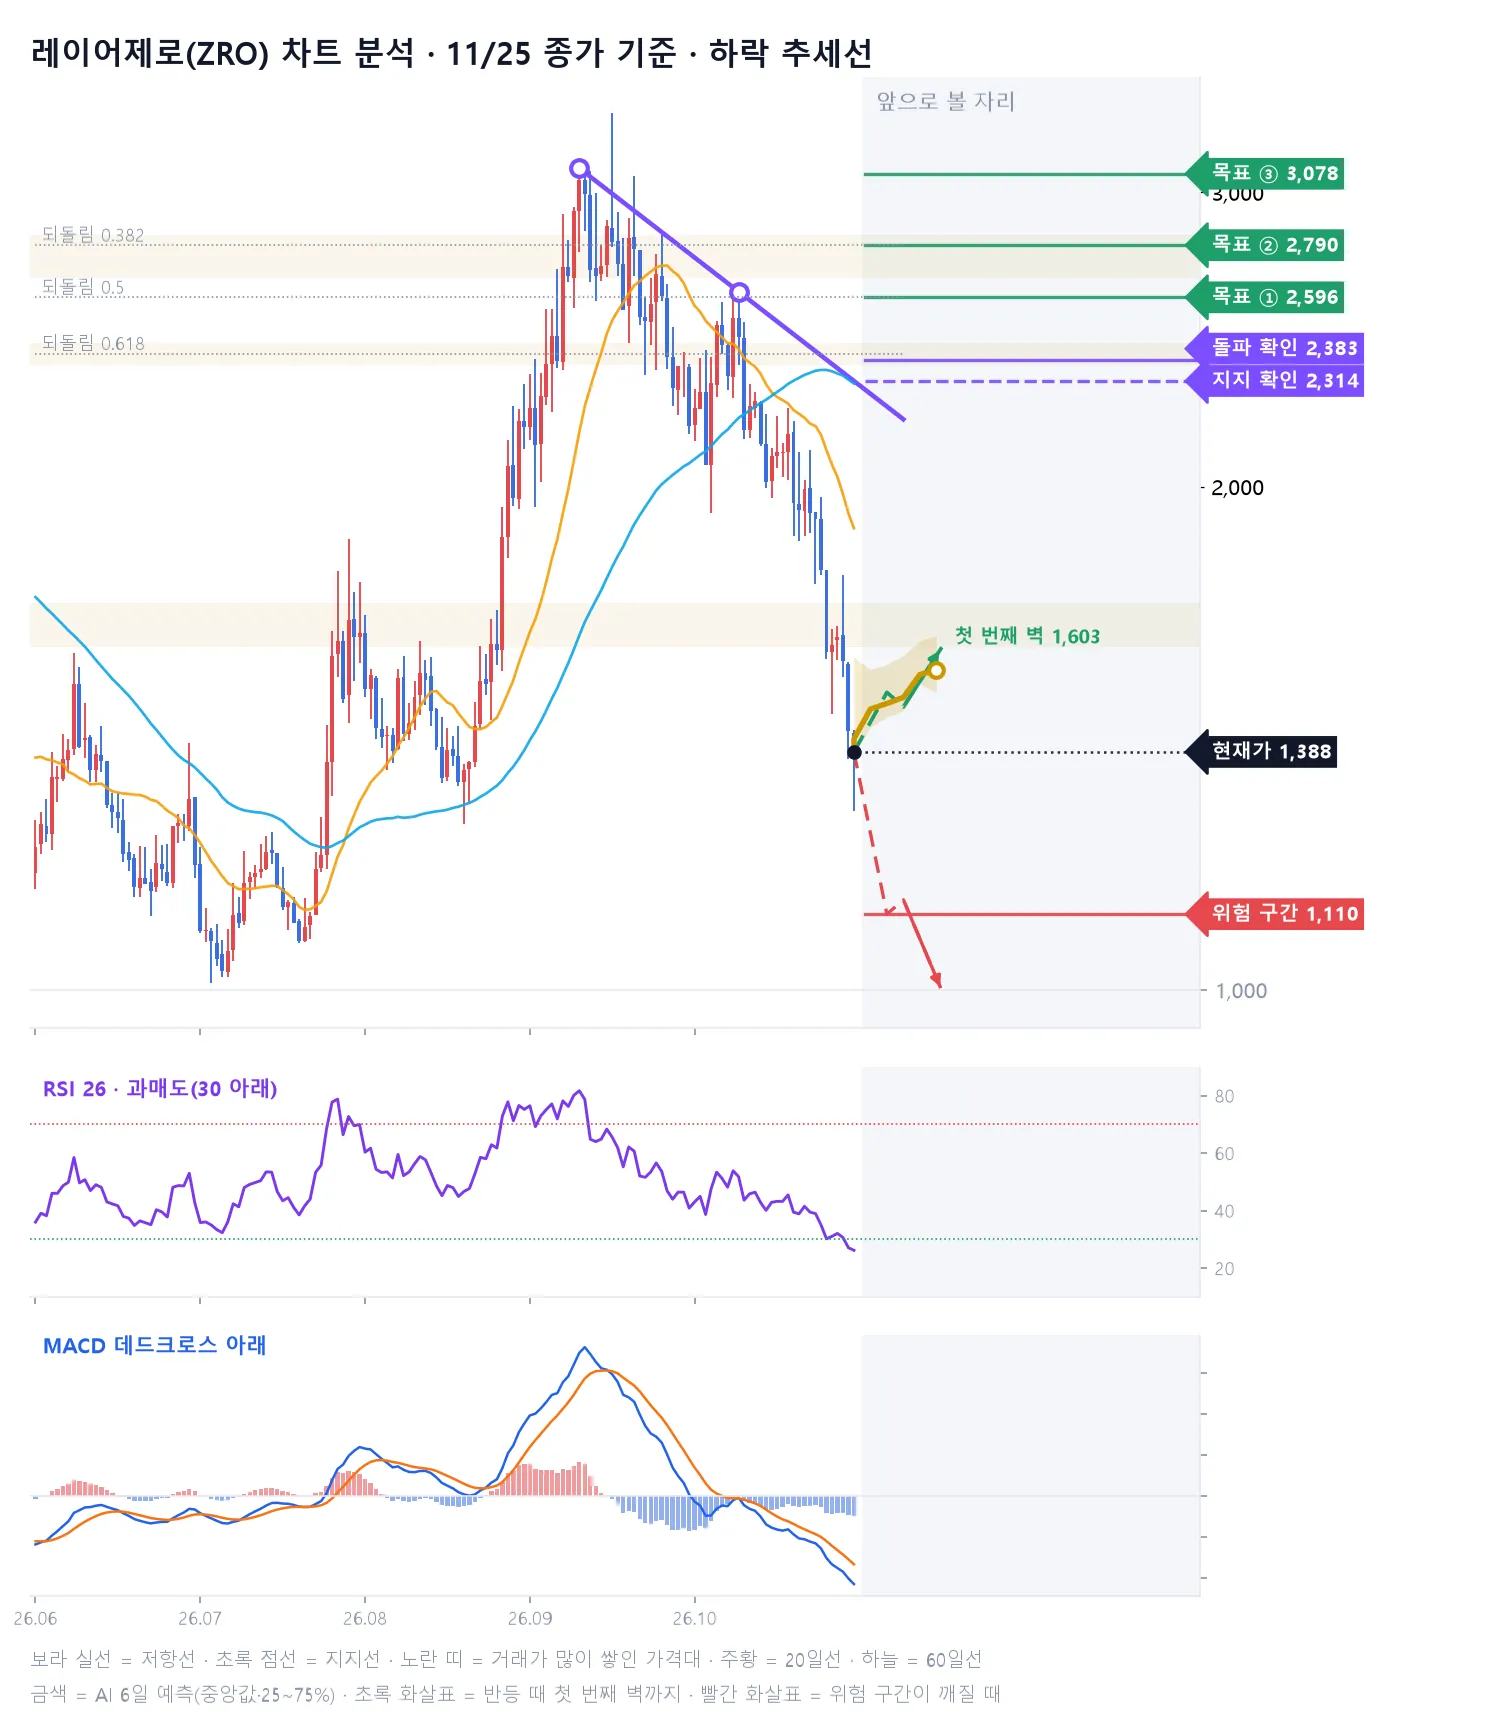 레이어제로(ZRO) 차트 분석 · 11/25 종가 기준 · 하락 추세선
앞으로 볼 자리
목표 ③ 3,078
3,000
되돌림 0.382
목표 ② 2,790
되돌림 0.5
목표 ① 2,596
되돌림 0.618
돌파 확인 2,383
지지 확인 2,314
2,000
첫 번째 벽 1,603
현재가 1,388
위험 구간 1,110
1,000
RSI 26 · 과매도(30 아래)
80
60
40
20
MACD 데드크로스 아래
26.06 26.07 26.08 26.09 26.10
보라 실선 = 저항선 · 초록 점선 = 지지선 · 노란 띠 = 거래가 많이 쌓인 가격대 · 주황 = 20일선 · 하늘 = 60일선
금색 = AI 6일 예측(중앙값·25~75%) · 초록 화살표 = 반등 때 첫 번째 벽까지 · 빨간 화살표 = 위험 구간이 깨질 때